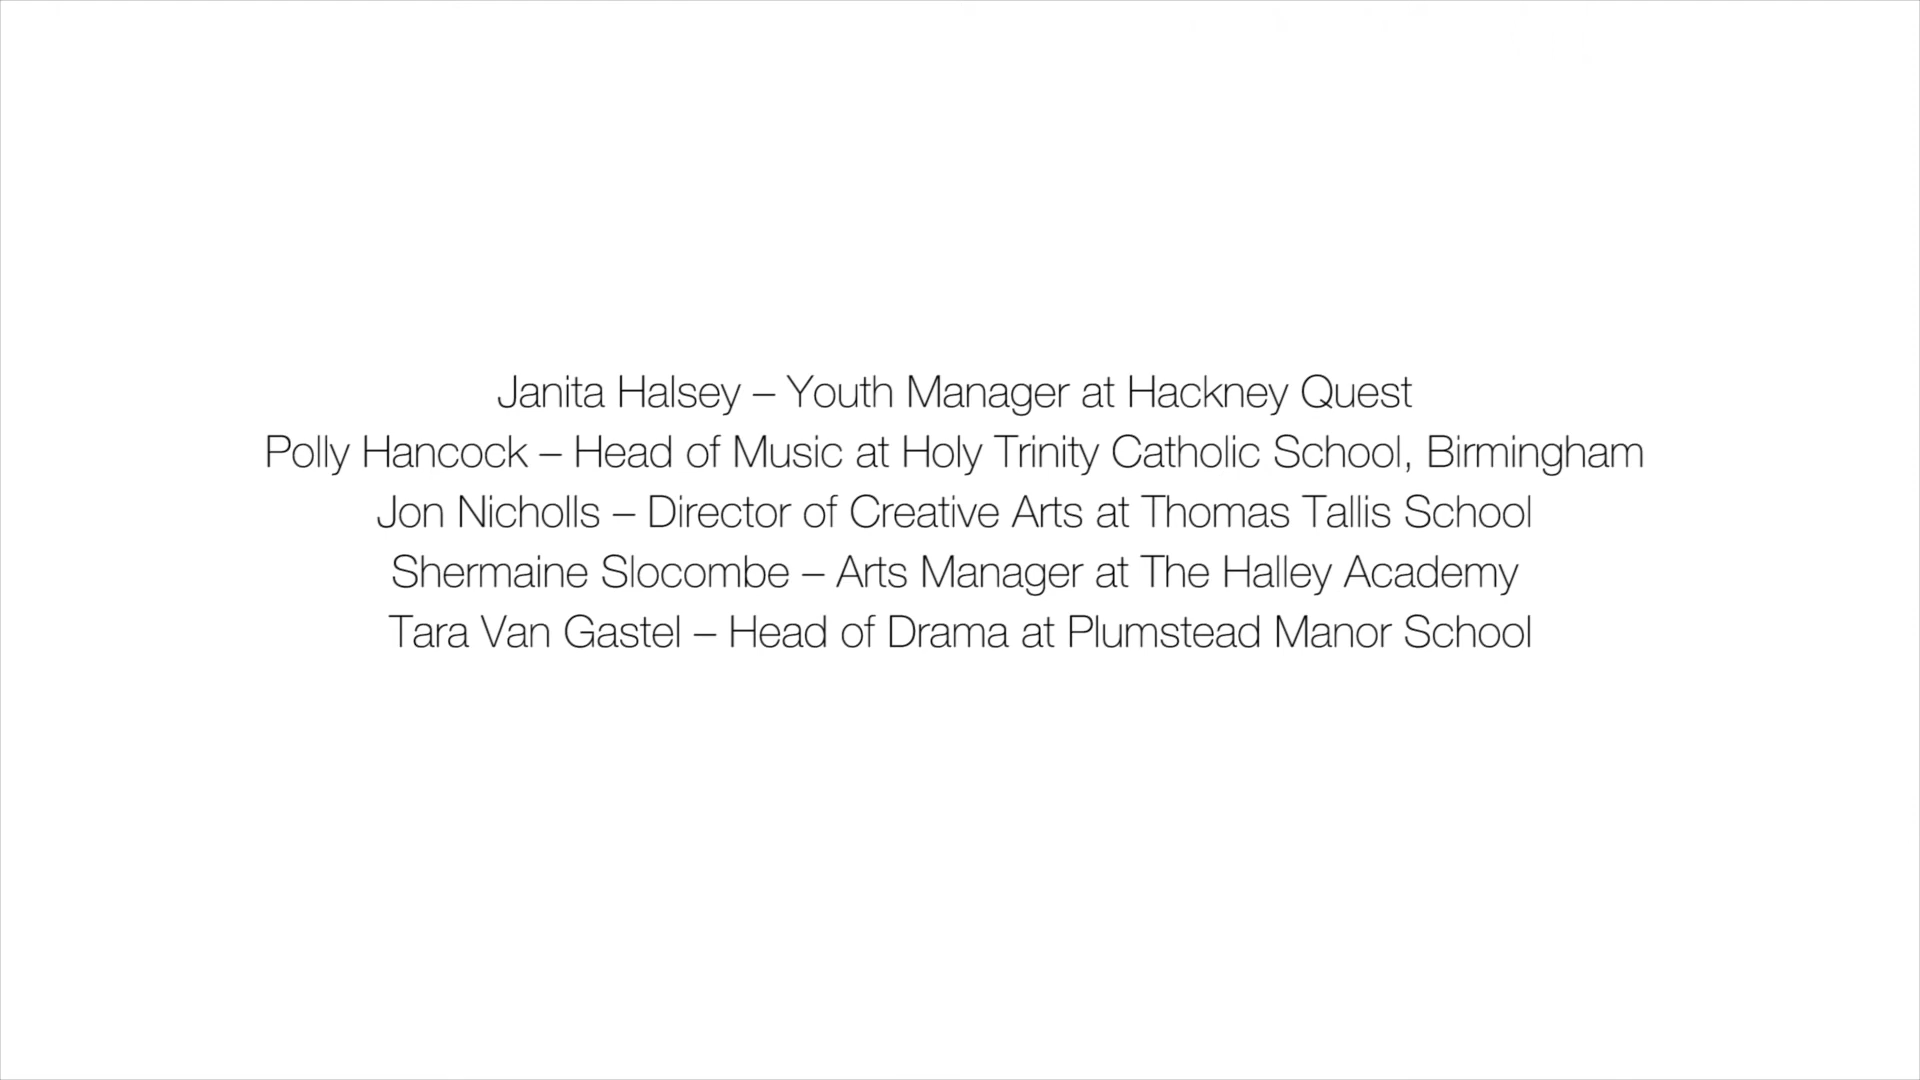 Janita Halsey – Youth Manager at Hackney Quest
Polly Hancock – Head of Music at Holy Trinity Catholic School, Birmingham
Jon Nicholls – Director of Creative Arts at Thomas Tallis School
Shermaine Slocombe – Arts Manager at The Halley Academy
Tara Van Gastel – Head of Drama at Plumstead Manor School